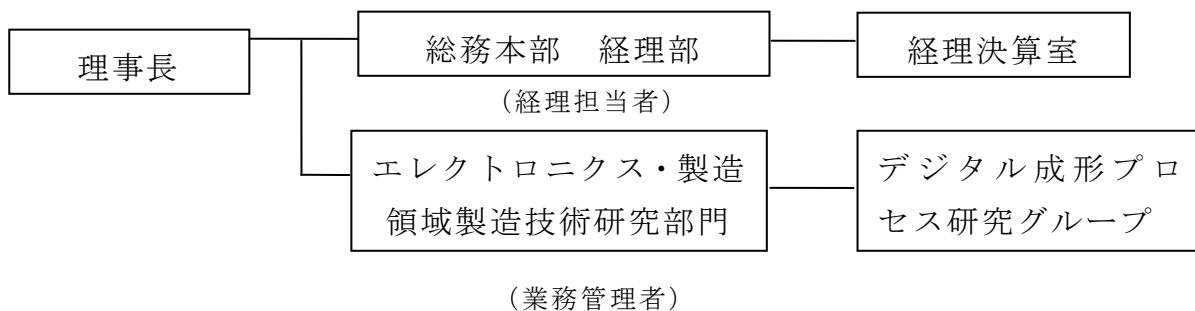 理事長
総務本部　経理部
経理決算室
（経理担当者）
エレクトロニクス・製造
領域製造技術研究部門
デジタル成形プロ
セス研究グループ
（業務管理者）